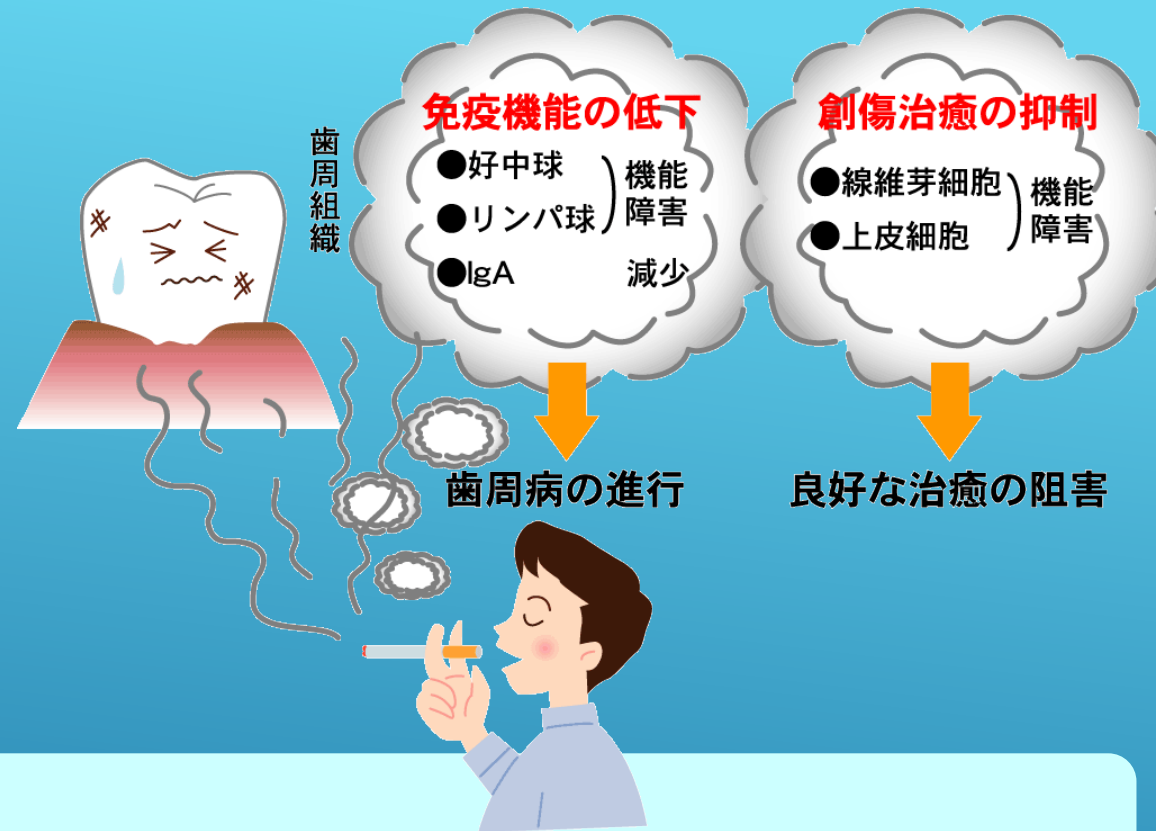 歯周組織
免疫機能の低下
●好中球
●リンパ球
機能
障害
●IgA 減少
歯周病の進行
創傷治癒の抑制
●線維芽細胞
●上皮細胞
機能
障害
良好な治癒の阻害